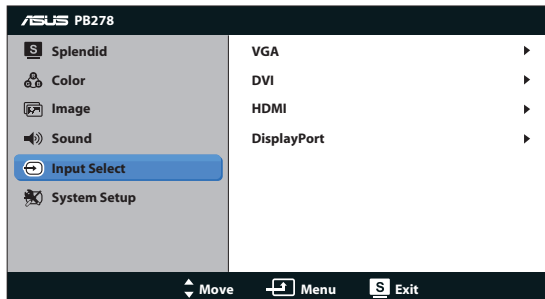 ASUS PB278
S Splendid
Color
Image
Sound
Input Select
System Setup
VGA
DVI
HDMI
DisplayPort
Move Menu S Exit